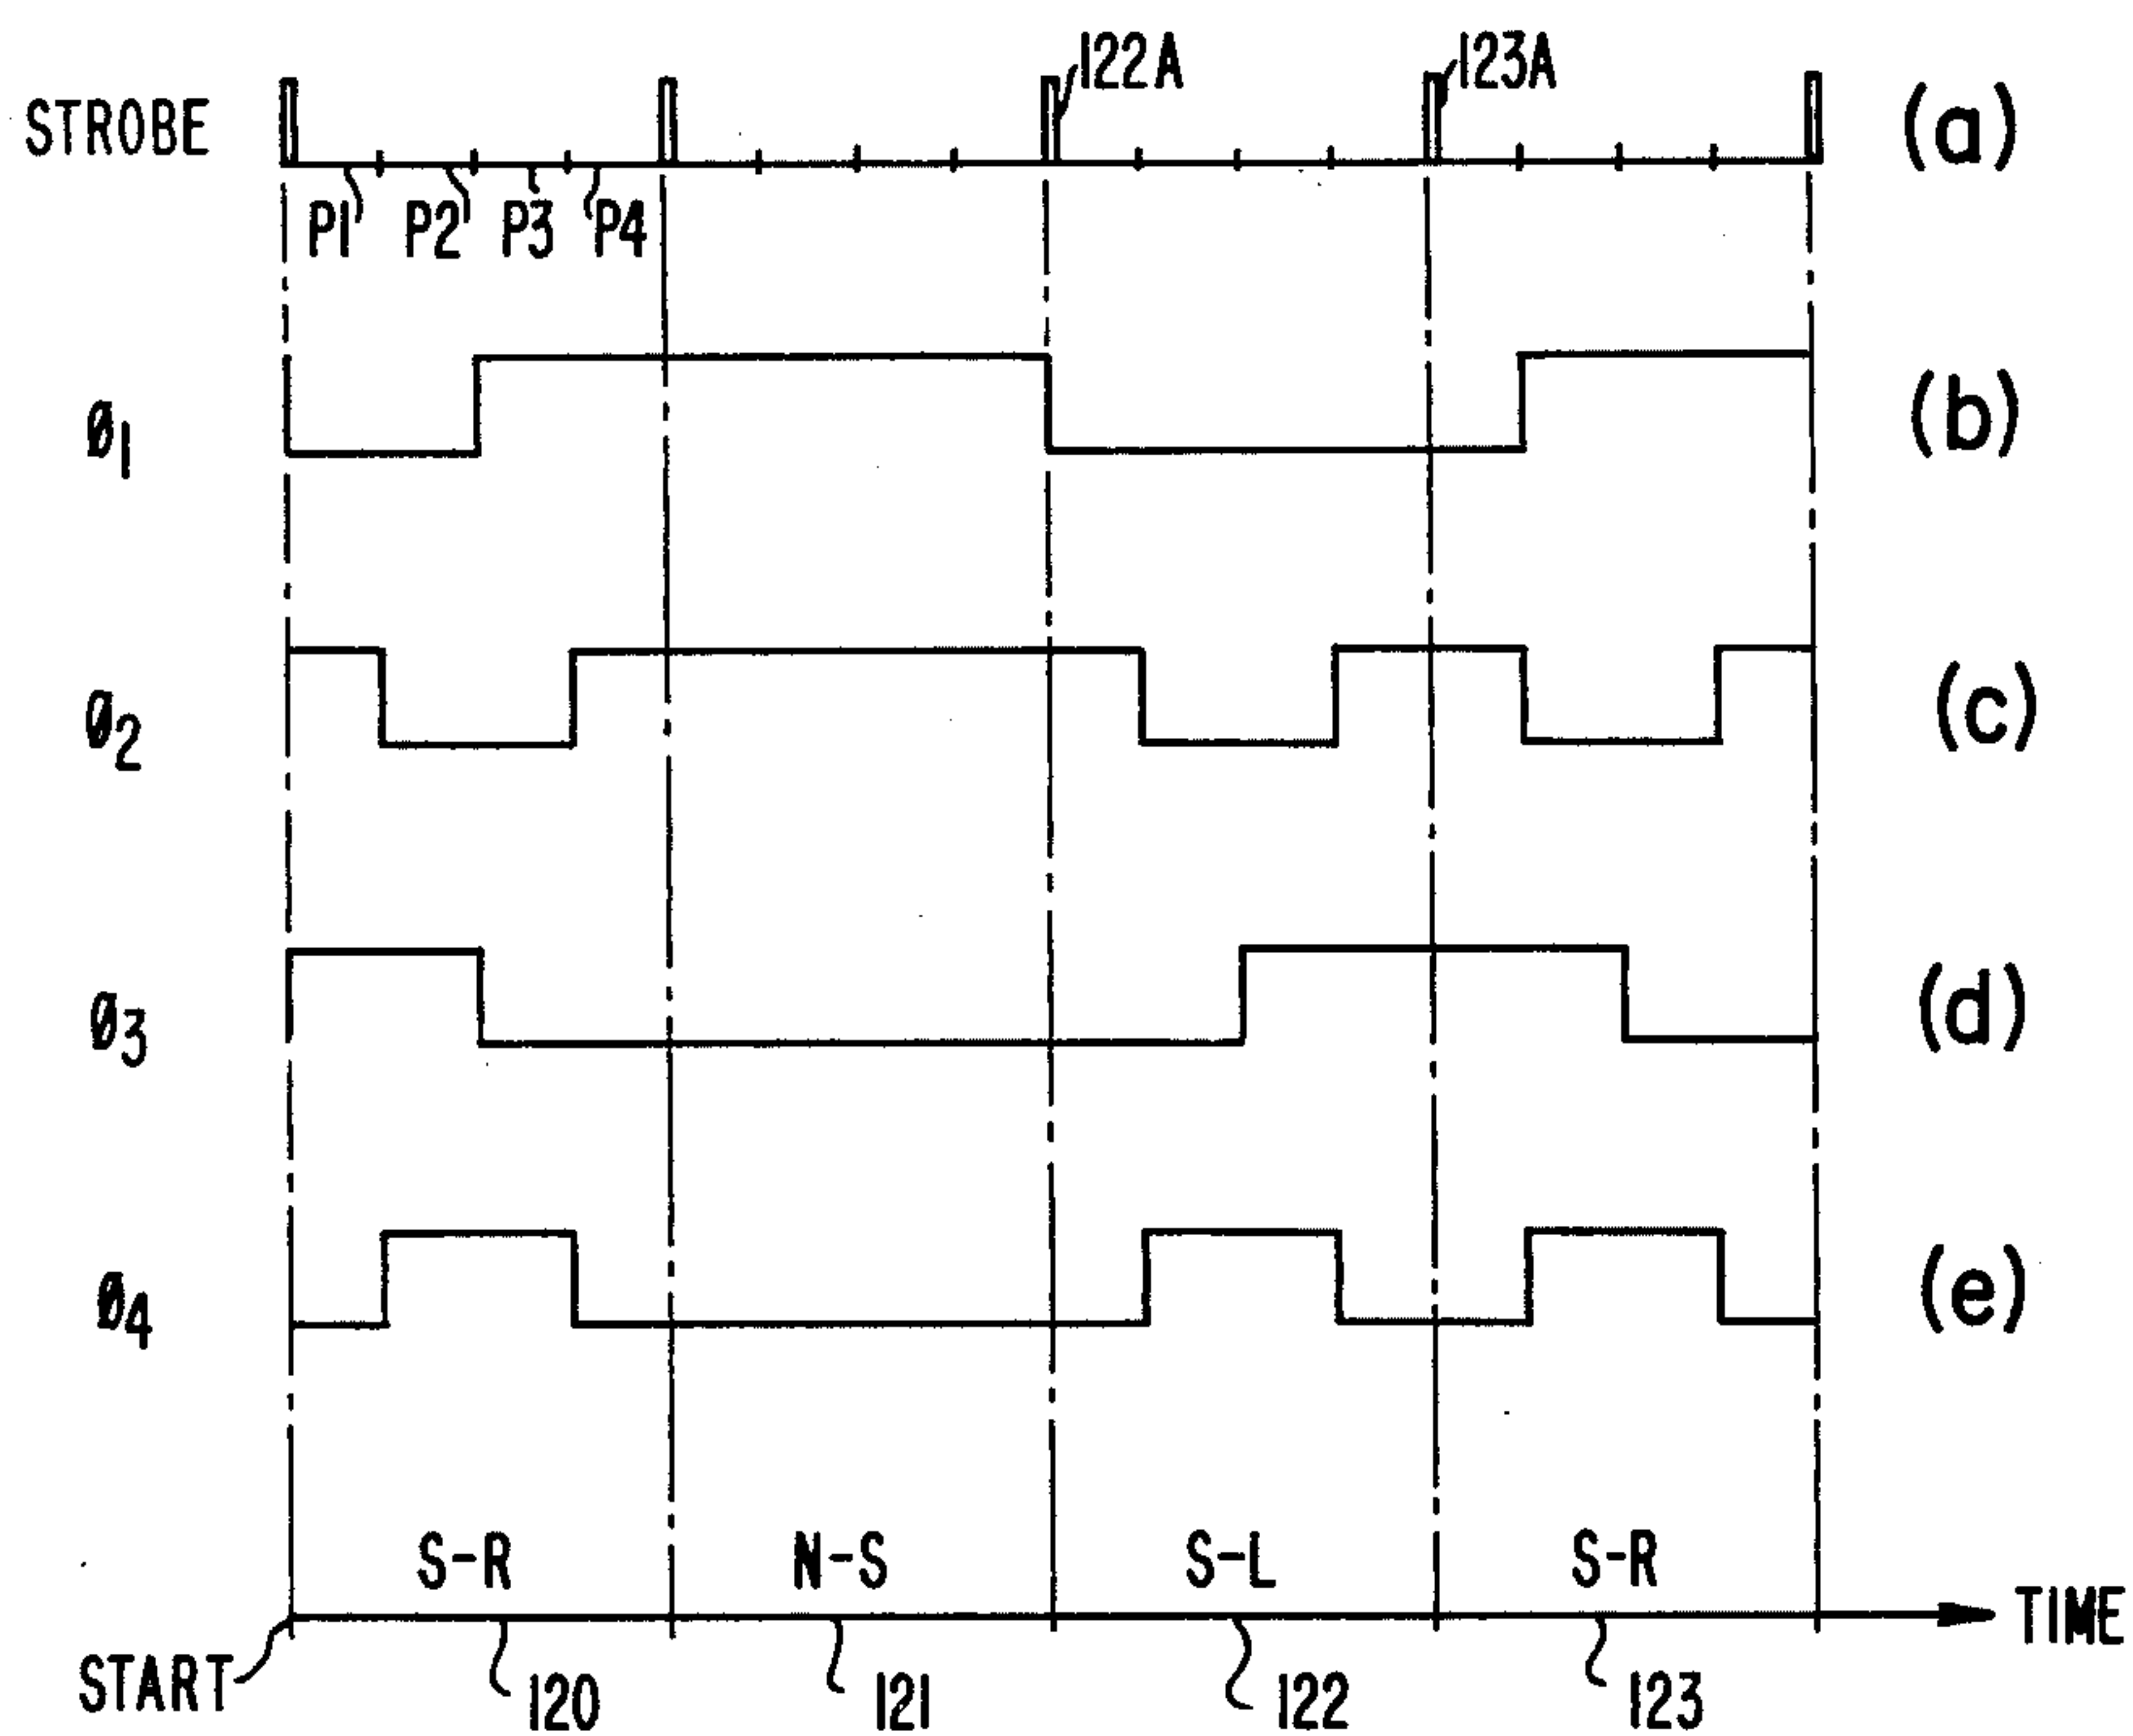 122A
123A
STROBE
(a)
P1 P2 P3 P4
Ø1
(b)
Ø2
(c)
Ø3
(d)
Ø4
(e)
S-R N-S S-L S-R
TIME
START
120 121 122 123